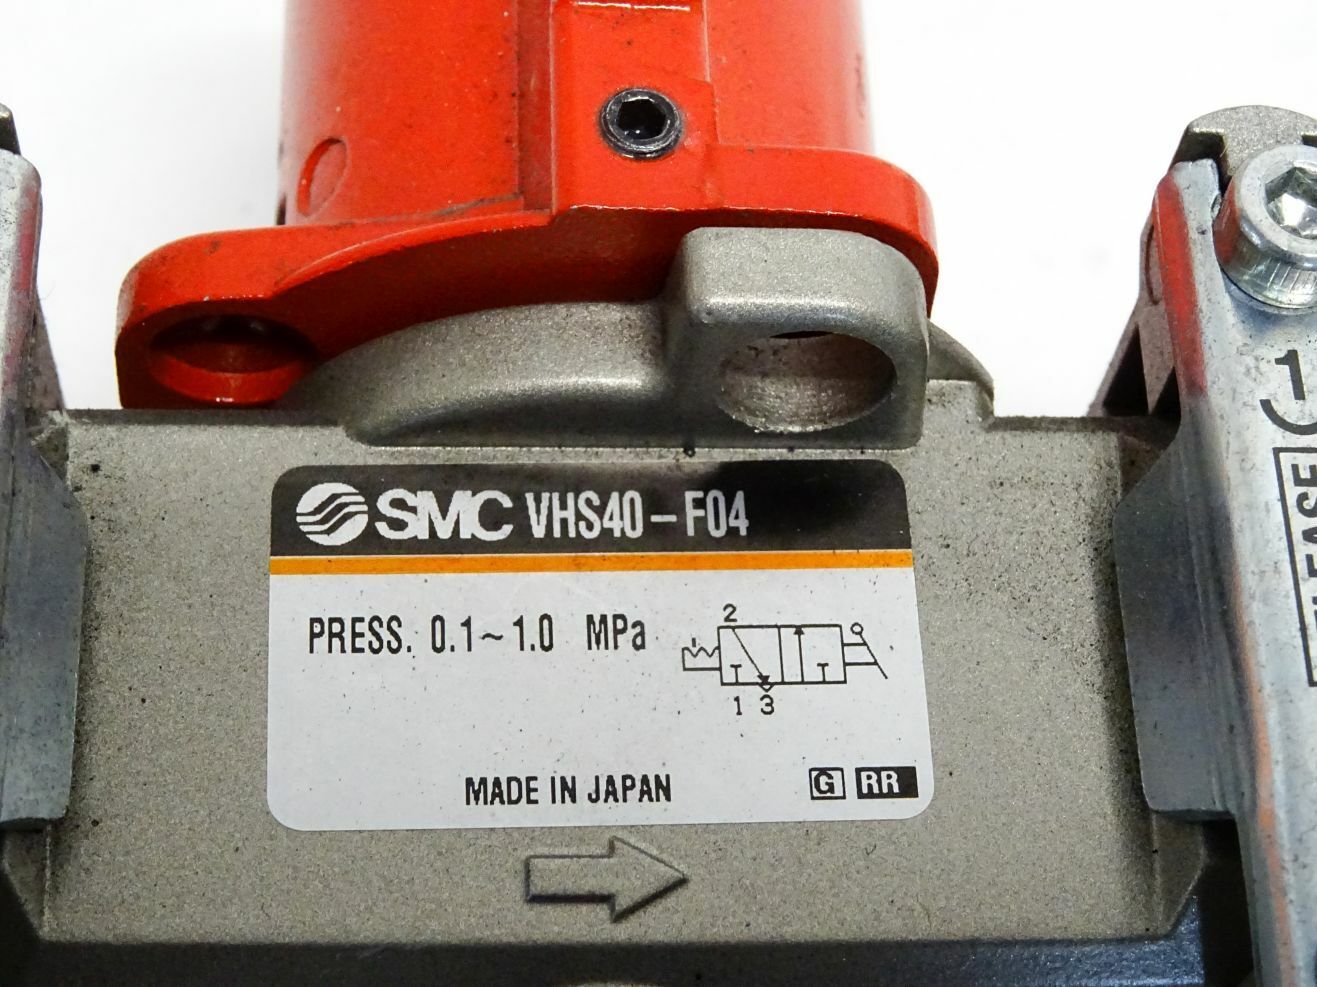 SMC VHS40-F04
PRESS. 0.1~1.0 MPa
2
1 3
MADE IN JAPAN
G RR
1